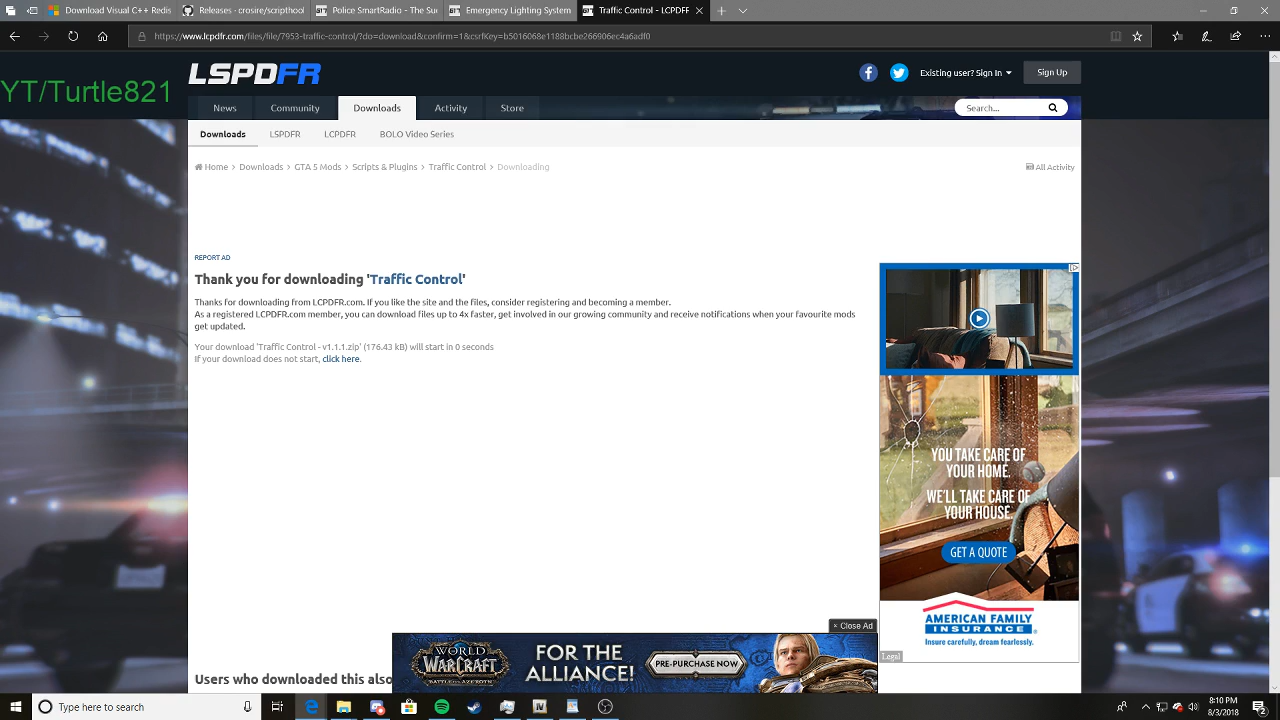 Download Visual C++ Redis
Police Radio
Police Radio - The Sui
Traffic Control
Emergency Lighting System
Traffic Control - LCPDFF
https://www.lcpdfr.com/files/file/7953-traffic-control/?do=download&confirm=1&csrfKey=b5016068e1188bcbe266906ec4a6adf0
YT/Turtle821
LSPDFR
Existing user? Sign In
Sign Up
News
Community
Downloads
Activity
Store
Search...
Downloads
LSPDFR
LCPDFR
BOLO Video Series
Home > Downloads > GTA 5 Mods > Scripts & Plugins > Traffic Control > Downloading
All Activity
REPORT AD
Thank you for downloading 'Traffic Control'
Thanks for downloading from LCPDFR.com. If you like the site and the files, consider registering and becoming a member.
As a registered LCPDFR.com member, you can download files up to 4x faster, get involved in our growing community and receive notifications when your favourite mods
get updated.
Your download 'Traffic Control - v1.1.1.zip' (176.43 kB) will start in 0 seconds
If your download does not start, click here.
YOU TAKE CARE OF
YOUR HOME.
WE'LL TAKE CARE OF
YOUR HOUSE.
GET A QUOTE
AMERICAN FAMILY
INSURANCE
®
Insure carefully, dream fearlessly.
Legal
× Close Ad
WORLD
OF
WARCRAFT
BATTLE FOR AZEROTH
FOR THE
ALLIANCE!
PRE-PURCHASE NOW
Users who downloaded this also
Type here to search
8:10 PM
8/3/2018